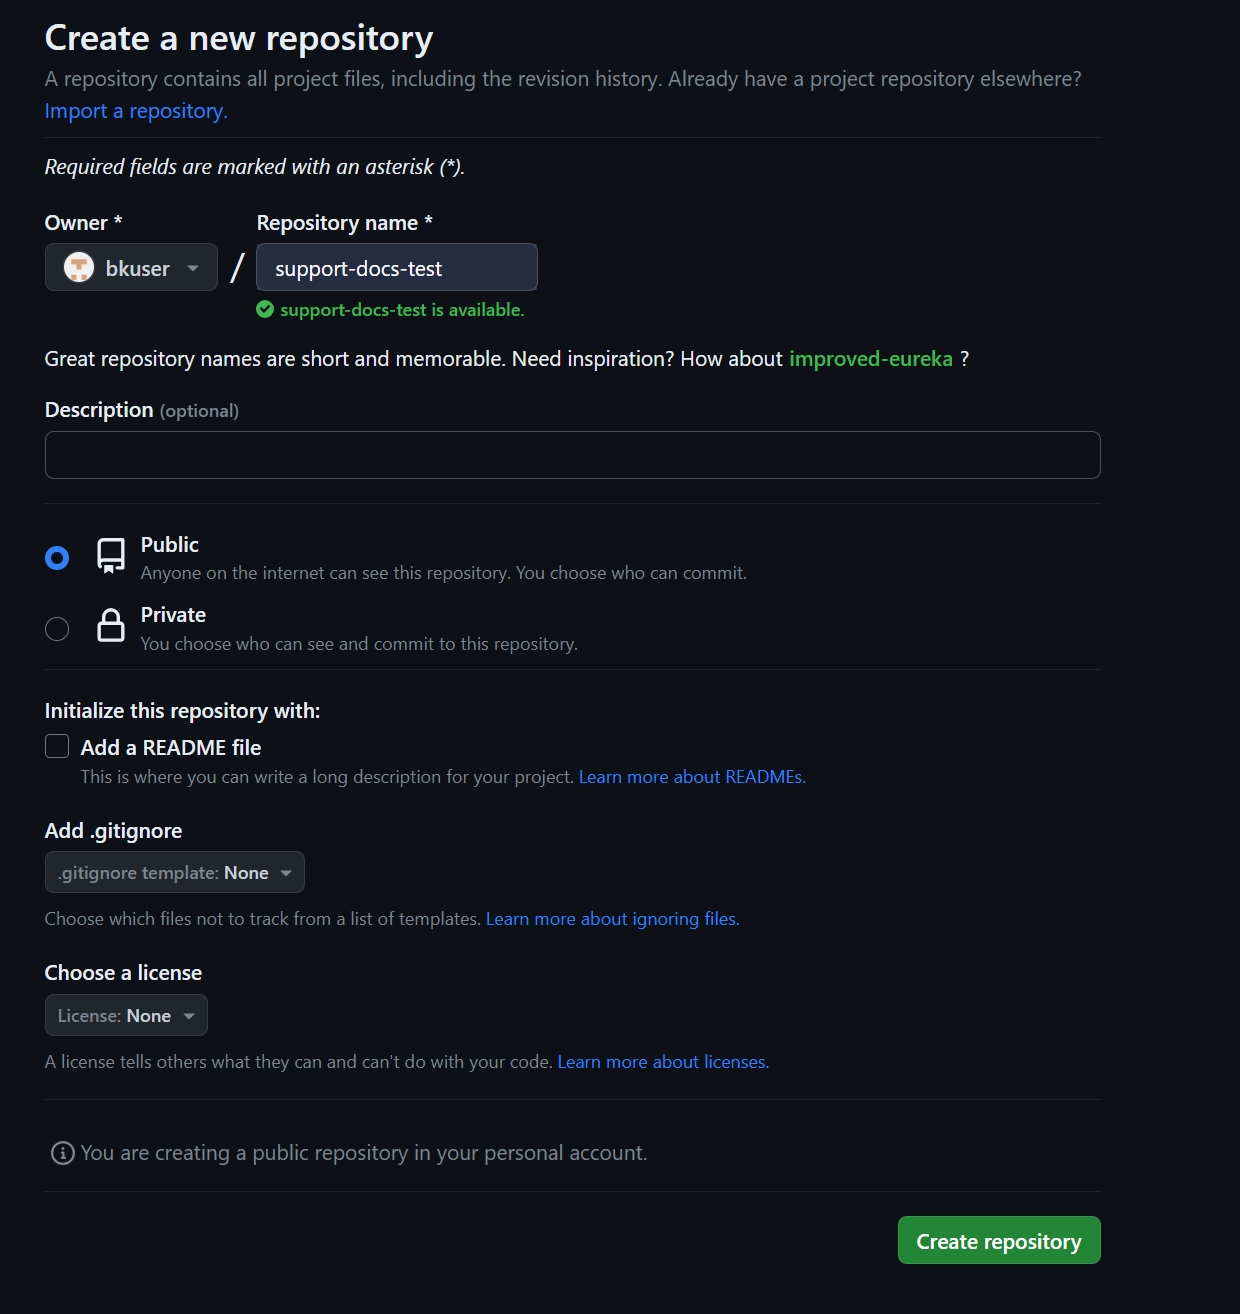 Create a new repository
A repository contains all project files, including the revision history. Already have a project repository elsewhere?
Import a repository.
Required fields are marked with an asterisk (*).
Owner *
Repository name *
bkuser
/
support-docs-test
support-docs-test is available.
Great repository names are short and memorable. Need inspiration? How about improved-eureka ?
Description (optional)
Public
Anyone on the internet can see this repository. You choose who can commit.
Private
You choose who can see and commit to this repository.
Initialize this repository with:
Add a README file
This is where you can write a long description for your project. Learn more about READMEs.
Add .gitignore
.gitignore template: None
Choose which files not to track from a list of templates. Learn more about ignoring files.
Choose a license
License: None
A license tells others what they can and can't do with your code. Learn more about licenses.
You are creating a public repository in your personal account.
Create repository